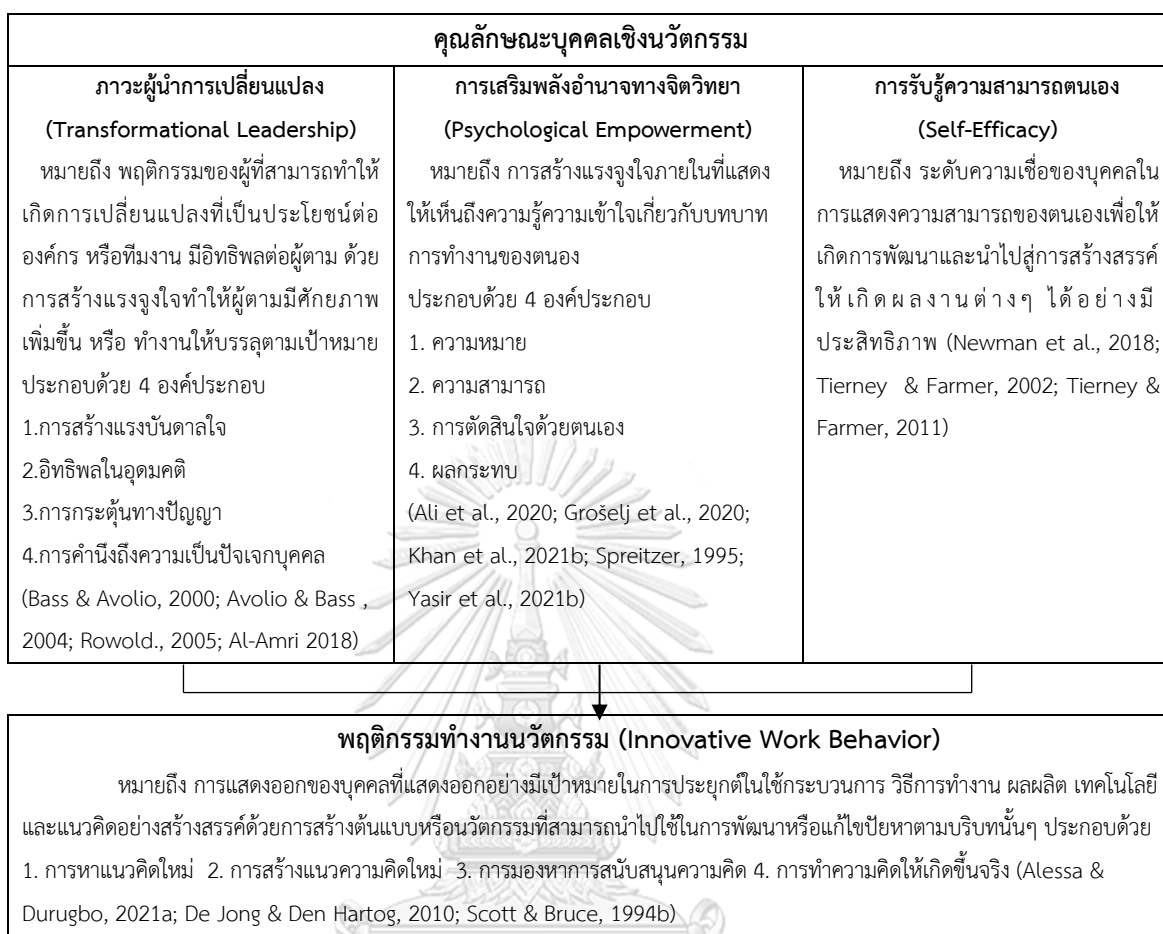 คุณลักษณะบุคคลเชิงนวัตกรรม
ภาวะผู้นำการเปลี่ยนแปลง
(Transformational Leadership)
หมายถึง พฤติกรรมของผู้ที่สามารถทำให้
เกิดการเปลี่ยนแปลงที่เป็นประโยชน์ต่อ
องค์กร หรือทีมงาน มีอิทธิพลต่อผู้ตาม ด้วย
การสร้างแรงจูงใจทำให้ผู้ตามมีศักยภาพ
เพิ่มขึ้น หรือ ทำงานให้บรรลุตามเป้าหมาย
ประกอบด้วย 4 องค์ประกอบ
1.การสร้างแรงบันดาลใจ
2.อิทธิพลในอุดมคติ
3.การกระตุ้นทางปัญญา
4.การคำนึงถึงความเป็นปัจเจกบุคคล
(Bass & Avolio, 2000; Avolio & Bass ,
2004; Rowold., 2005; Al-Amri 2018)
การเสริมพลังอำนาจทางจิตวิทยา
(Psychological Empowerment)
หมายถึง การสร้างแรงจูงใจภายในที่แสดง
ให้เห็นถึงความรู้ความเข้าใจเกี่ยวกับบทบาท
การทำงานของตนอง
ประกอบด้วย 4 องค์ประกอบ
1. ความหมาย
2. ความสามารถ
3. การตัดสินใจด้วยตนเอง
4. ผลกระทบ
(Ali et al., 2020; Grošelj et al., 2020;
Khan et al., 2021b; Spreitzer, 1995;
Yasir et al., 2021b)
การรับรู้ความสามารถตนเอง
(Self-Efficacy)
หมายถึง ระดับความเชื่อของบุคคลใน
การแสดงความสามารถของตนเองเพื่อให้
เกิดการพัฒนาและนำไปสู่การสร้างสรรค์
ให้เกิดผลงานต่างๆ ได้อย่างมี
ประสิทธิภาพ (Newman et al., 2018;
Tierney & Farmer, 2002; Tierney &
Farmer, 2011)
พฤติกรรมทำงานนวัตกรรม (Innovative Work Behavior)
หมายถึง การแสดงออกของบุคคลที่แสดงออกอย่างมีเป้าหมายในการประยุกต์ในใช้กระบวนการ วิธีการทำงาน ผลผลิต เทคโนโลยี
และแนวคิดอย่างสร้างสรรค์ด้วยการสร้างต้นแบบหรือนวัตกรรมที่สามารถนำไปใช้ในการพัฒนาหรือแก้ไขปัยหาตามบริบทนั้นๆ ประกอบด้วย
1. การหาแนวคิดใหม่ 2. การสร้างแนวความคิดใหม่ 3. การมองหาการสนับสนุนความคิด 4. การทำความคิดให้เกิดขึ้นจริง (Alessa &
Durugbo, 2021a; De Jong & Den Hartog, 2010; Scott & Bruce, 1994b)